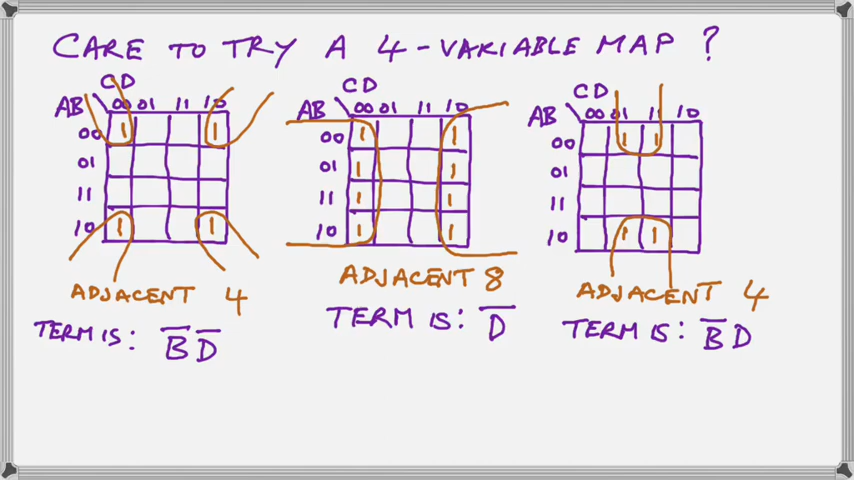 CARE TO TRY A 4-VARIABLE MAP ?
CD
AB 00 01 11 10
00 1 1
01
11
10 1 1
ADJACENT 4
TERM IS: B̅ D̅
CD
AB 00 01 11 10
00 1 1
01 1 1
11 1 1
10 1 1
ADJACENT 8
TERM IS: D̅
CD
AB 00 01 11 10
00 1 1
01
11
10 1 1
ADJACENT 4
TERM IS: B̅ D